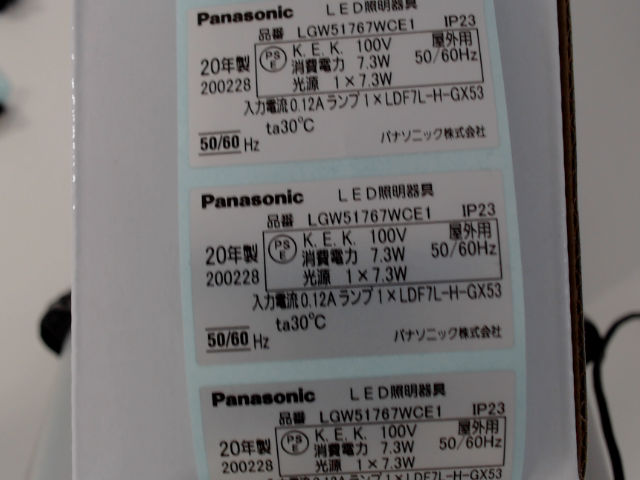 Panasonic LED照明器具
品番 LGW51767WCE1 IP23
K. E. K. 100V 屋外用
20年製 消費電力 7.3W 50/60Hz
200228 光源 1×7.3W
入力電流0.12Aランプ1×LDF7L-H-GX53
ta30°C
50/60 Hz パナソニック株式会社
Panasonic LED照明器具
品番 LGW51767WCE1 IP23
PS E K. E. K. 100V 屋外用
20年製 消費電力 7.3W 50/60Hz
200228 光源 1×7.3W
入力電流0.12Aランプ1×LDF7L-H-GX53
ta30°C
50/60 Hz パナソニック株式会社
Panasonic LED照明器具
品番 LGW51767WCE1 IP23
PS E K. E. K. 100V 屋外用
20年製 消費電力 7.3W 50/60Hz
200228 光源 1×7.3W